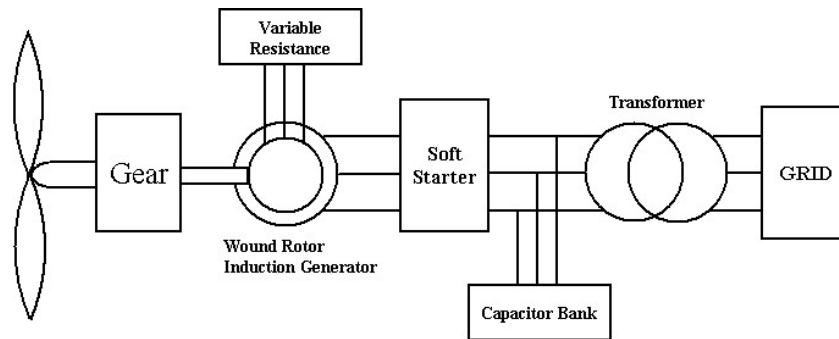 Variable
Resistance
Transformer
Gear
Soft
Starter
GRID
Wound Rotor
Induction Generator
Capacitor Bank